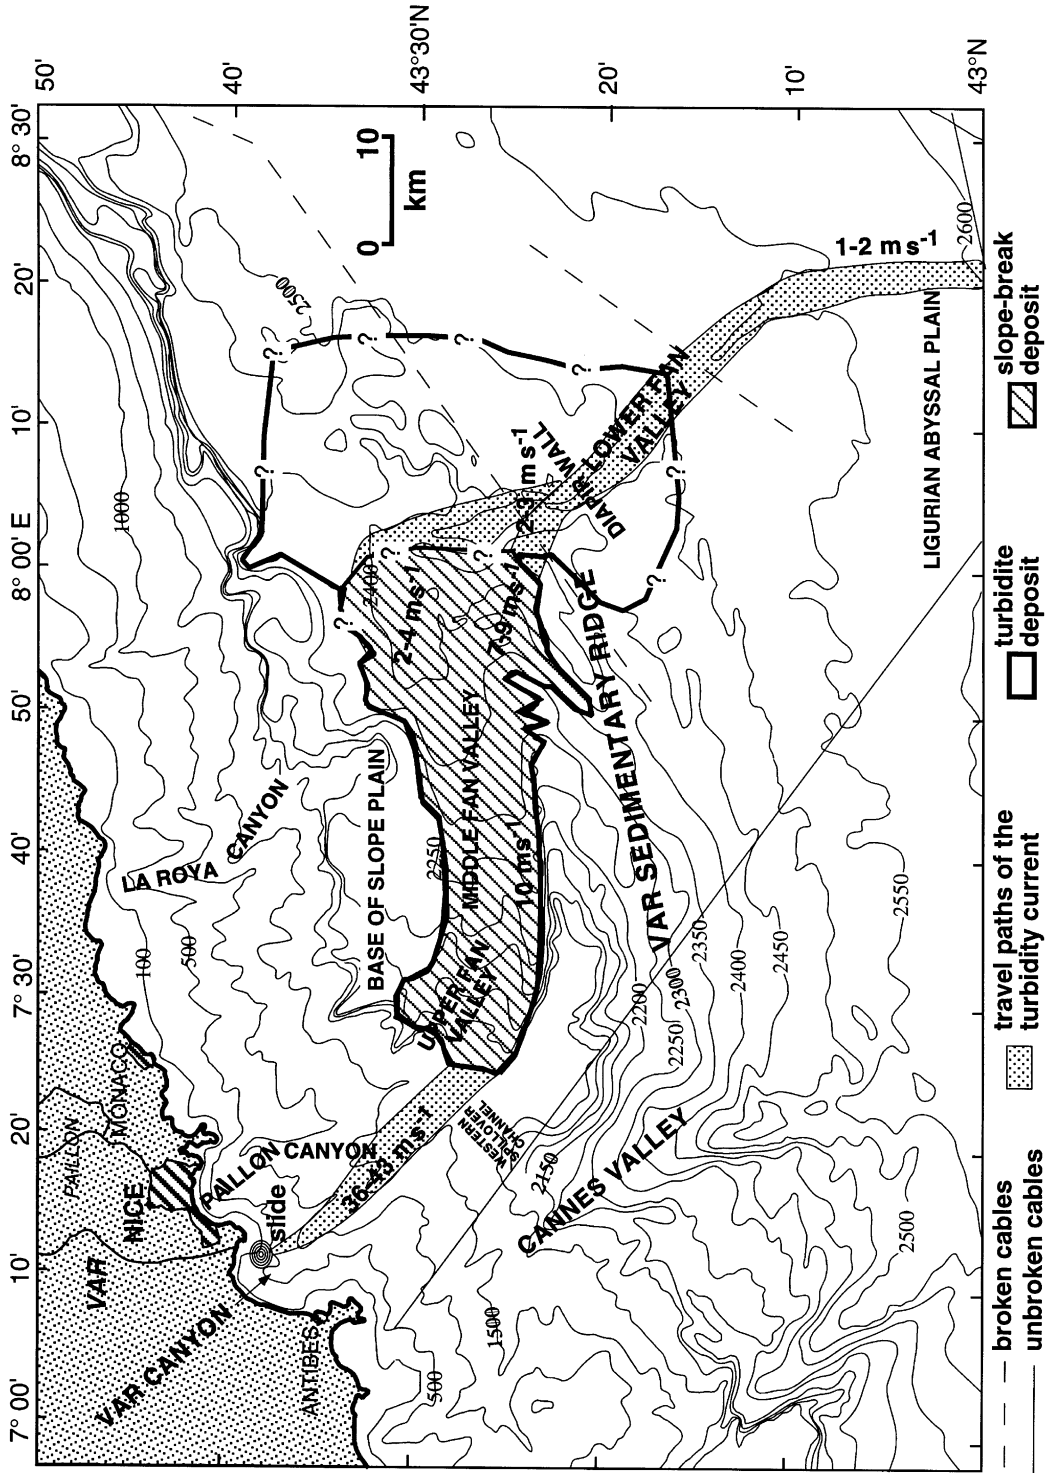 7° 00'
10'
20'
7° 30'
40'
50'
8° 00' E
10'
20'
8° 30'
50'
40'
43°30'N
20'
10'
43°N
VAR
NICE
PAILLON
MONACO
ANTIBES
VAR CANYON
slide
PAILLON CANYON
36-43 m s-1
LA ROYA
CANYON
100
500
1000
BASE OF SLOPE PLAIN
UPPER FAN
VALLEY
MIDDLE FAN VALLEY
10 ms-1
2250
2400
2-4 m s-1
7-9 m s-1
2-3 m s-1
?
?
?
?
?
?
?
?
?
?
?
2500
0
10
km
DIAPIR WALL
LOWER FAN
VALLEY
1-2 m s-1
2600
VAR SEDIMENTARY RIDGE
WESTERN
SPILLOVER
CHANNEL
CANNES VALLEY
500
1500
2150
2200
2250
2300
2350
2400
2450
2550
2500
LIGURIAN ABYSSAL PLAIN
broken cables
unbroken cables
travel paths of the
turbidity current
turbidite
deposit
slope-break
deposit